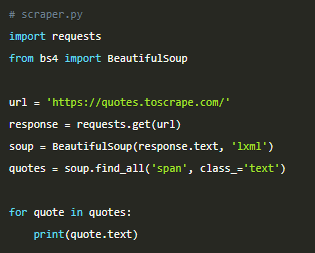 # scraper.py
import requests
from bs4 import BeautifulSoup

url = 'https://quotes.toscrape.com/'
response = requests.get(url)
soup = BeautifulSoup(response.text, 'lxml')
quotes = soup.find_all('span', class_='text')

for quote in quotes:
    print(quote.text)